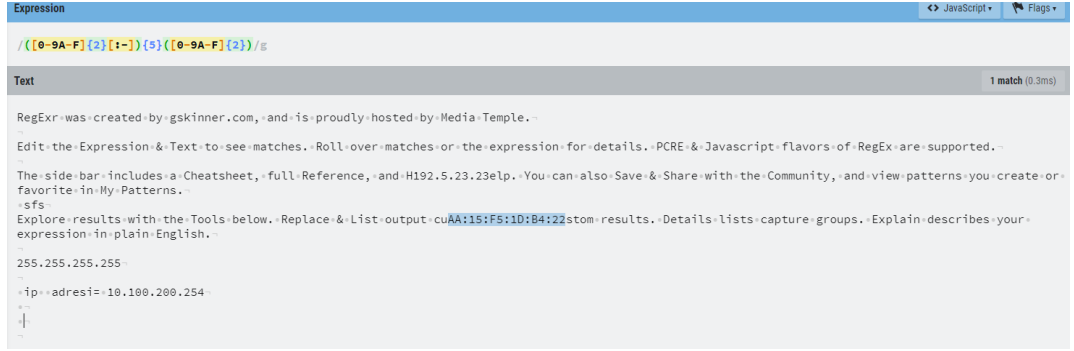 Expression
JavaScript
Flags
/([0-9A-F]{2}[:-]){5}([0-9A-F]{2})/g
Text
1 match (0.3ms)
RegExr was created by gskinner.com, and is proudly hosted by Media Temple.
Edit the Expression & Text to see matches. Roll over matches or the expression for details. PCRE & Javascript flavors of RegEx are supported.
The side bar includes a Cheatsheet, full Reference, and H192.5.23.23elp. You can also Save & Share with the Community, and view patterns you create or
favorite in My Patterns.
sfs
Explore results with the Tools below. Replace & List output cuAA:15:F5:1D:B4:22stom results. Details lists capture groups. Explain describes your
expression in plain English.
255.255.255.255
ip  adresi= 10.100.200.254